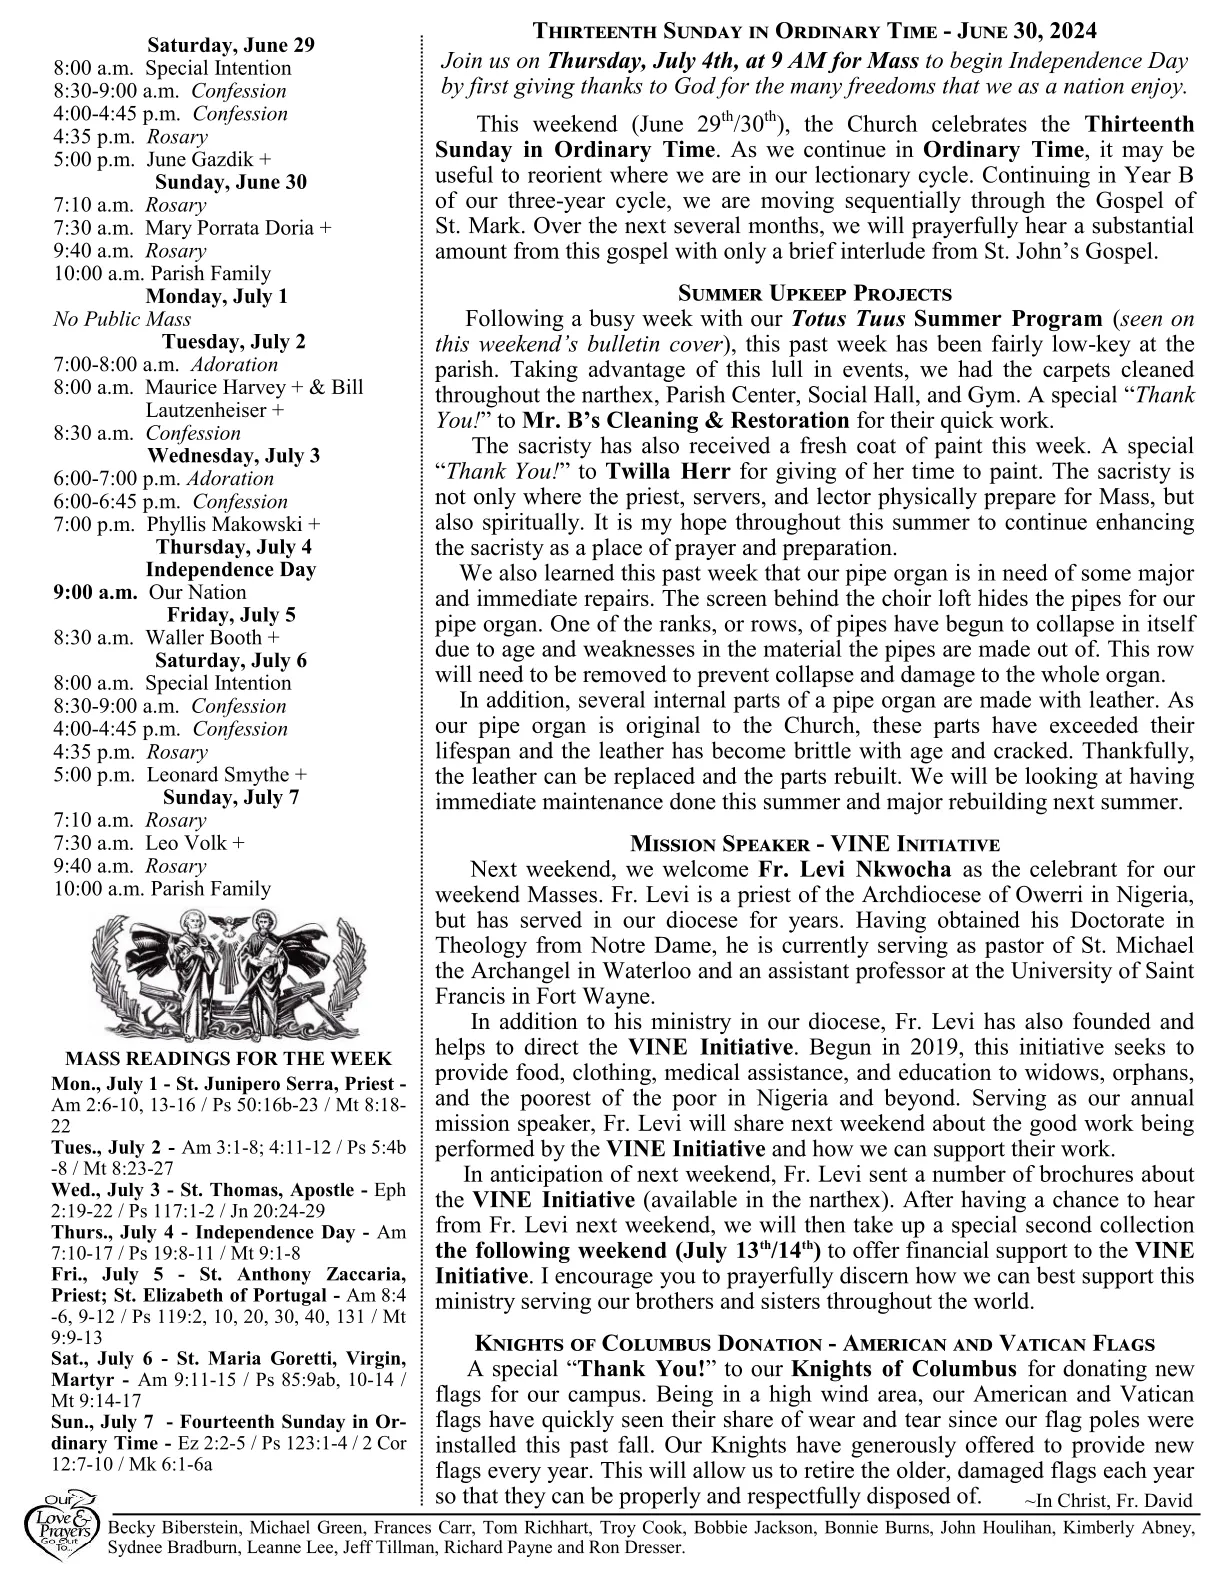 Saturday, June 29
8:00 a.m. Special Intention
8:30-9:00 a.m. Confession
4:00-4:45 p.m. Confession
4:35 p.m. Rosary
5:00 p.m. June Gazdik +
Sunday, June 30
7:10 a.m. Rosary
7:30 a.m. Mary Porrata Doria +
9:40 a.m. Rosary
10:00 a.m. Parish Family
Monday, July 1
No Public Mass
Tuesday, July 2
7:00-8:00 a.m. Adoration
8:00 a.m. Maurice Harvey + & Bill
Lautzenheiser +
8:30 a.m. Confession
Wednesday, July 3
6:00-7:00 p.m. Adoration
6:00-6:45 p.m. Confession
7:00 p.m. Phyllis Makowski +
Thursday, July 4
Independence Day
9:00 a.m. Our Nation
Friday, July 5
8:30 a.m. Waller Booth +
Saturday, July 6
8:00 a.m. Special Intention
8:30-9:00 a.m. Confession
4:00-4:45 p.m. Confession
4:35 p.m. Rosary
5:00 p.m. Leonard Smythe +
Sunday, July 7
7:10 a.m. Rosary
7:30 a.m. Leo Volk +
9:40 a.m. Rosary
10:00 a.m. Parish Family
MASS READINGS FOR THE WEEK
Mon., July 1 - St. Junipero Serra, Priest -
Am 2:6-10, 13-16 / Ps 50:16b-23 / Mt 8:18-
22
Tues., July 2 - Am 3:1-8; 4:11-12 / Ps 5:4b
-8 / Mt 8:23-27
Wed., July 3 - St. Thomas, Apostle - Eph
2:19-22 / Ps 117:1-2 / Jn 20:24-29
Thurs., July 4 - Independence Day - Am
7:10-17 / Ps 19:8-11 / Mt 9:1-8
Fri., July 5 - St. Anthony Zaccaria,
Priest; St. Elizabeth of Portugal - Am 8:4
-6, 9-12 / Ps 119:2, 10, 20, 30, 40, 131 / Mt
9:9-13
Sat., July 6 - St. Maria Goretti, Virgin,
Martyr - Am 9:11-15 / Ps 85:9ab, 10-14 /
Mt 9:14-17
Sun., July 7 - Fourteenth Sunday in Or-
dinary Time - Ez 2:2-5 / Ps 123:1-4 / 2 Cor
12:7-10 / Mk 6:1-6a
THIRTEENTH SUNDAY IN ORDINARY TIME - JUNE 30, 2024
Join us on Thursday, July 4th, at 9 AM for Mass to begin Independence Day
by first giving thanks to God for the many freedoms that we as a nation enjoy.
This weekend (June 29th/30th), the Church celebrates the Thirteenth
Sunday in Ordinary Time. As we continue in Ordinary Time, it may be
useful to reorient where we are in our lectionary cycle. Continuing in Year B
of our three-year cycle, we are moving sequentially through the Gospel of
St. Mark. Over the next several months, we will prayerfully hear a substantial
amount from this gospel with only a brief interlude from St. John’s Gospel.
SUMMER UPKEEP PROJECTS
Following a busy week with our Totus Tuus Summer Program (seen on
this weekend’s bulletin cover), this past week has been fairly low-key at the
parish. Taking advantage of this lull in events, we had the carpets cleaned
throughout the narthex, Parish Center, Social Hall, and Gym. A special “Thank
You!” to Mr. B’s Cleaning & Restoration for their quick work.
The sacristy has also received a fresh coat of paint this week. A special
“Thank You!” to Twilla Herr for giving of her time to paint. The sacristy is
not only where the priest, servers, and lector physically prepare for Mass, but
also spiritually. It is my hope throughout this summer to continue enhancing
the sacristy as a place of prayer and preparation.
We also learned this past week that our pipe organ is in need of some major
and immediate repairs. The screen behind the choir loft hides the pipes for our
pipe organ. One of the ranks, or rows, of pipes have begun to collapse in itself
due to age and weaknesses in the material the pipes are made out of. This row
will need to be removed to prevent collapse and damage to the whole organ.
In addition, several internal parts of a pipe organ are made with leather. As
our pipe organ is original to the Church, these parts have exceeded their
lifespan and the leather has become brittle with age and cracked. Thankfully,
the leather can be replaced and the parts rebuilt. We will be looking at having
immediate maintenance done this summer and major rebuilding next summer.
MISSION SPEAKER - VINE INITIATIVE
Next weekend, we welcome Fr. Levi Nkwocha as the celebrant for our
weekend Masses. Fr. Levi is a priest of the Archdiocese of Owerri in Nigeria,
but has served in our diocese for years. Having obtained his Doctorate in
Theology from Notre Dame, he is currently serving as pastor of St. Michael
the Archangel in Waterloo and an assistant professor at the University of Saint
Francis in Fort Wayne.
In addition to his ministry in our diocese, Fr. Levi has also founded and
helps to direct the VINE Initiative. Begun in 2019, this initiative seeks to
provide food, clothing, medical assistance, and education to widows, orphans,
and the poorest of the poor in Nigeria and beyond. Serving as our annual
mission speaker, Fr. Levi will share next weekend about the good work being
performed by the VINE Initiative and how we can support their work.
In anticipation of next weekend, Fr. Levi sent a number of brochures about
the VINE Initiative (available in the narthex). After having a chance to hear
from Fr. Levi next weekend, we will then take up a special second collection
the following weekend (July 13th/14th) to offer financial support to the VINE
Initiative. I encourage you to prayerfully discern how we can best support this
ministry serving our brothers and sisters throughout the world.
KNIGHTS OF COLUMBUS DONATION - AMERICAN AND VATICAN FLAGS
A special “Thank You!” to our Knights of Columbus for donating new
flags for our campus. Being in a high wind area, our American and Vatican
flags have quickly seen their share of wear and tear since our flag poles were
installed this past fall. Our Knights have generously offered to provide new
flags every year. This will allow us to retire the older, damaged flags each year
so that they can be properly and respectfully disposed of. ~In Christ, Fr. David
Our
Love &
Prayers
Go Out
To...
Becky Biberstein, Michael Green, Frances Carr, Tom Richhart, Troy Cook, Bobbie Jackson, Bonnie Burns, John Houlihan, Kimberly Abney,
Sydnee Bradburn, Leanne Lee, Jeff Tillman, Richard Payne and Ron Dresser.